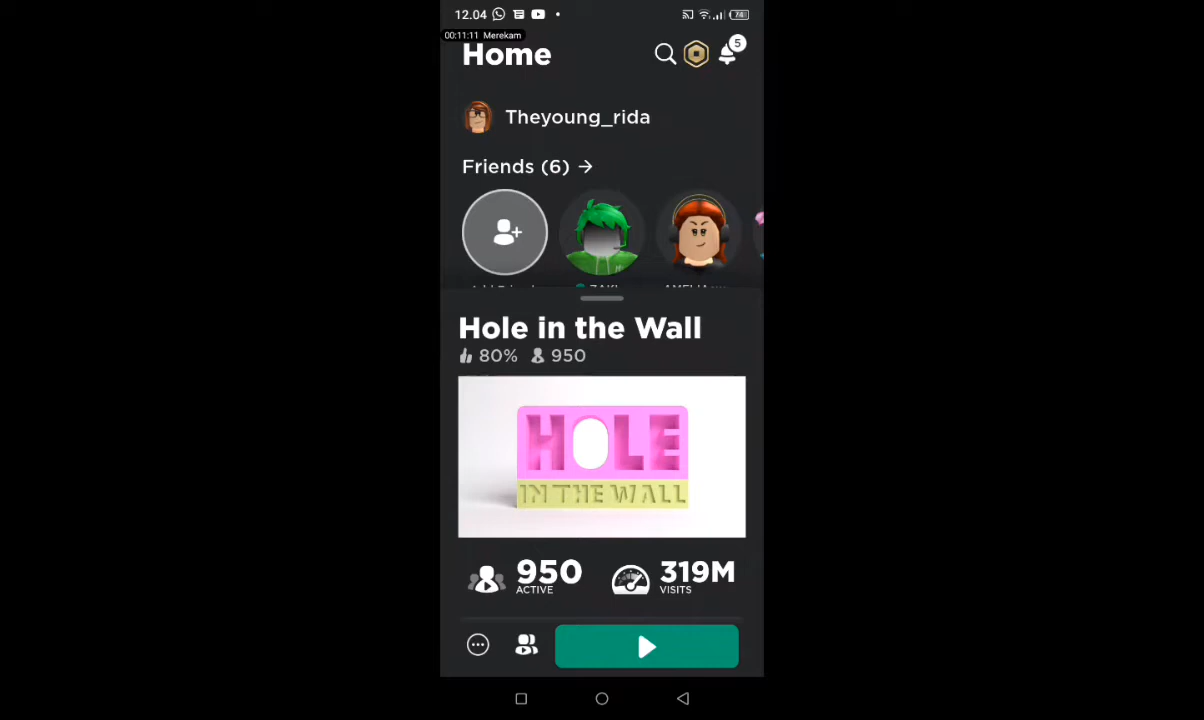 12.04
00:11:11 Merekam
Home
5
Theyoung_rida
Friends (6) →
Hole in the Wall
80% 950
HOLE
IN THE WALL
950 319M
ACTIVE VISITS